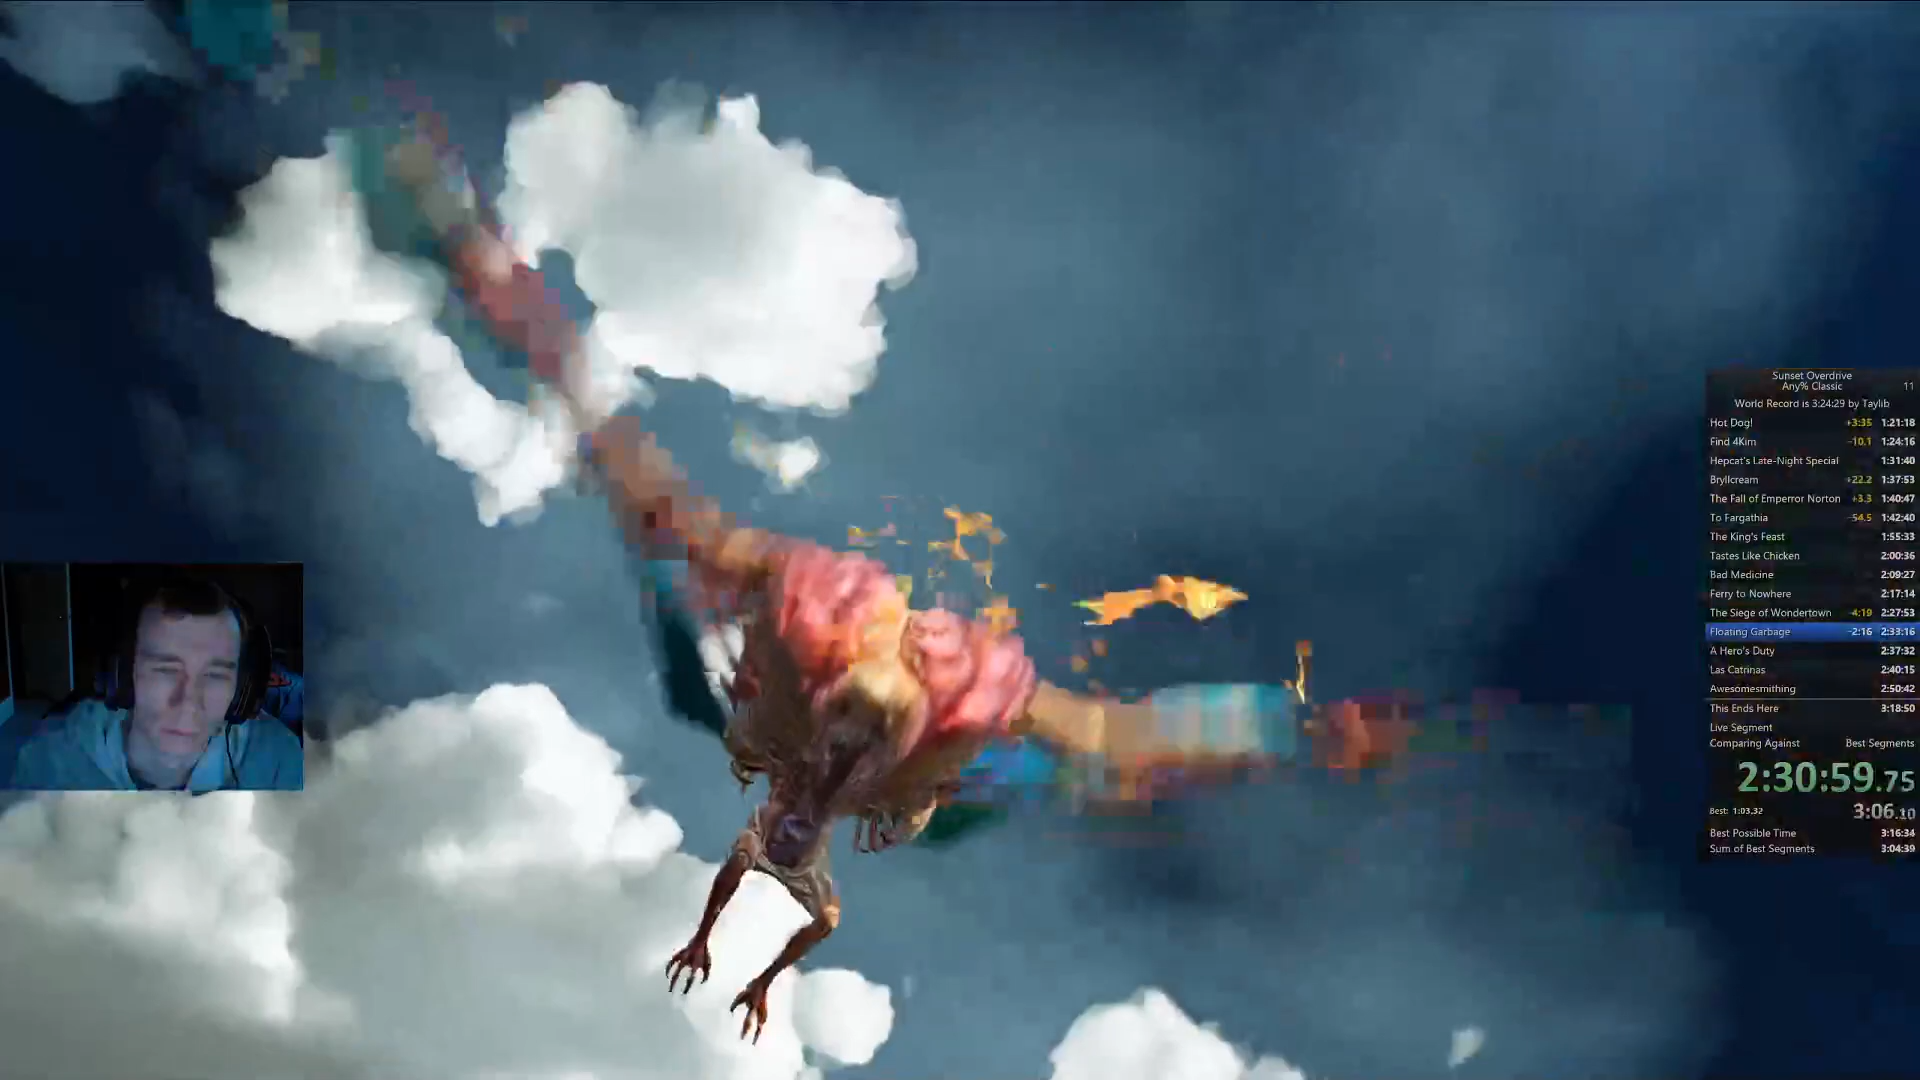 Sunset Overdrive
Any% Classic 11
World Record is 3:24:29 by Taylib
Hot Dog! +3:35 1:21:18
Find 4Kim -10.1 1:24:16
Hepcat's Late-Night Special 1:31:40
Bryllcream +22.2 1:37:53
The Fall of Emperror Norton +3.3 1:40:47
To Fargathia -54.5 1:42:40
The King's Feast 1:55:33
Tastes Like Chicken 2:00:36
Bad Medicine 2:09:27
Ferry to Nowhere 2:17:14
The Siege of Wondertown -4:19 2:27:53
Floating Garbage -2:16 2:33:16
A Hero's Duty 2:37:32
Las Catrinas 2:40:15
Awesomesmithing 2:50:42
This Ends Here 3:18:50
Live Segment
Comparing Against Best Segments
2:30:59.75
Best: 1:03.32 3:06.10
Best Possible Time 3:16:34
Sum of Best Segments 3:04:39